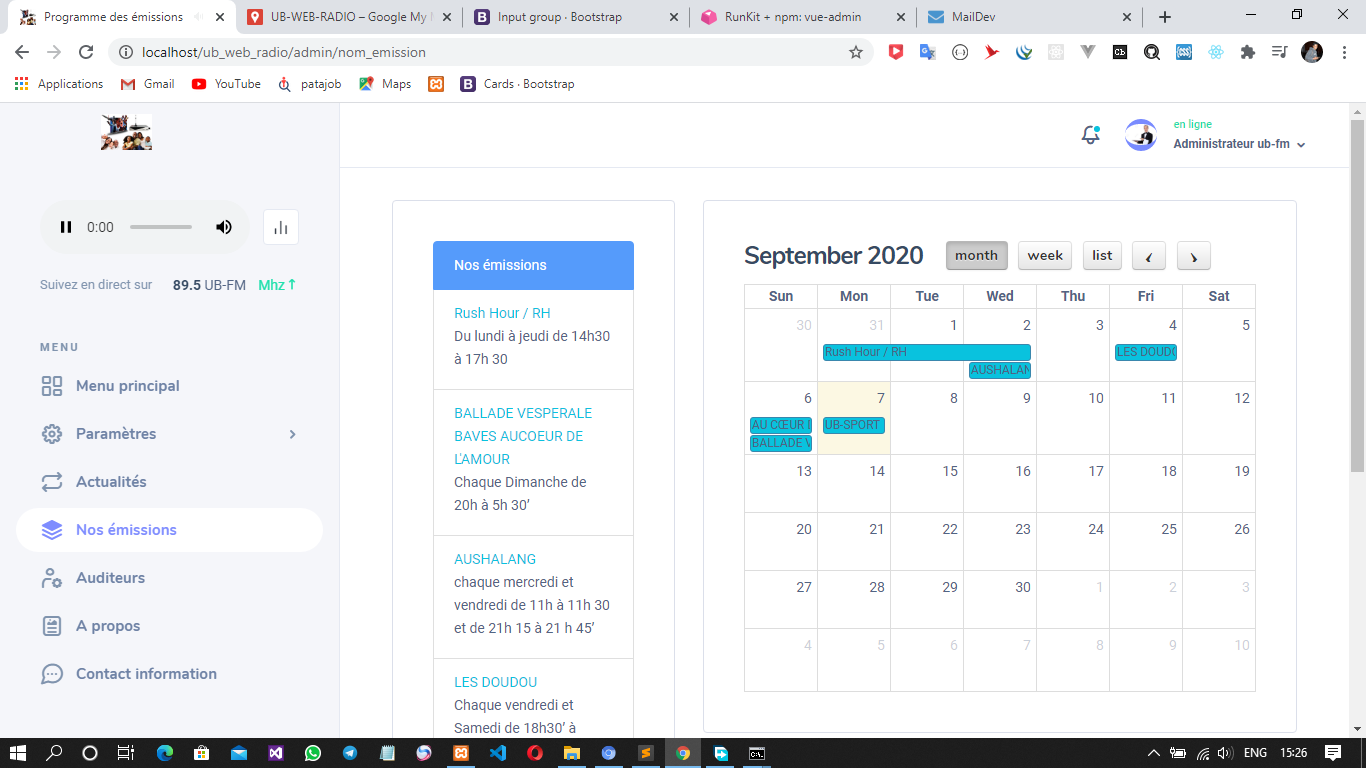 Programme des émissions
UB-WEB-RADIO – Google My
Input group · Bootstrap
RunKit + npm: vue-admin
MailDev
localhost/ub_web_radio/admin/nom_emission
Applications
Gmail
YouTube
patajob
Maps
Cards · Bootstrap
en ligne
Administrateur ub-fm
0:00
Suivez en direct sur 89.5 UB-FM Mhz ↑
MENU
Menu principal
Paramètres
Actualités
Nos émissions
Auditeurs
A propos
Contact information
Nos émissions
Rush Hour / RH
Du lundi à jeudi de 14h30
à 17h 30
BALLADE VESPERALE
BAVES AUCOEUR DE
L'AMOUR
Chaque Dimanche de
20h à 5h 30’
AUSHALANG
chaque mercredi et
vendredi de 11h à 11h 30
et de 21h 15 à 21 h 45’
LES DOUDOU
Chaque vendredi et
Samedi de 18h30’ à
September 2020
month week list ‹ ›
Sun Mon Tue Wed Thu Fri Sat
30 31 1 2 3 4 5
Rush Hour / RH
LES DOUDO
AUSHALAN
6 7 8 9 10 11 12
AU CŒUR
UB-SPORT
BALLADE V
13 14 15 16 17 18 19
20 21 22 23 24 25 26
27 28 29 30 1 2 3
4 5 6 7 8 9 10
ENG
15:26